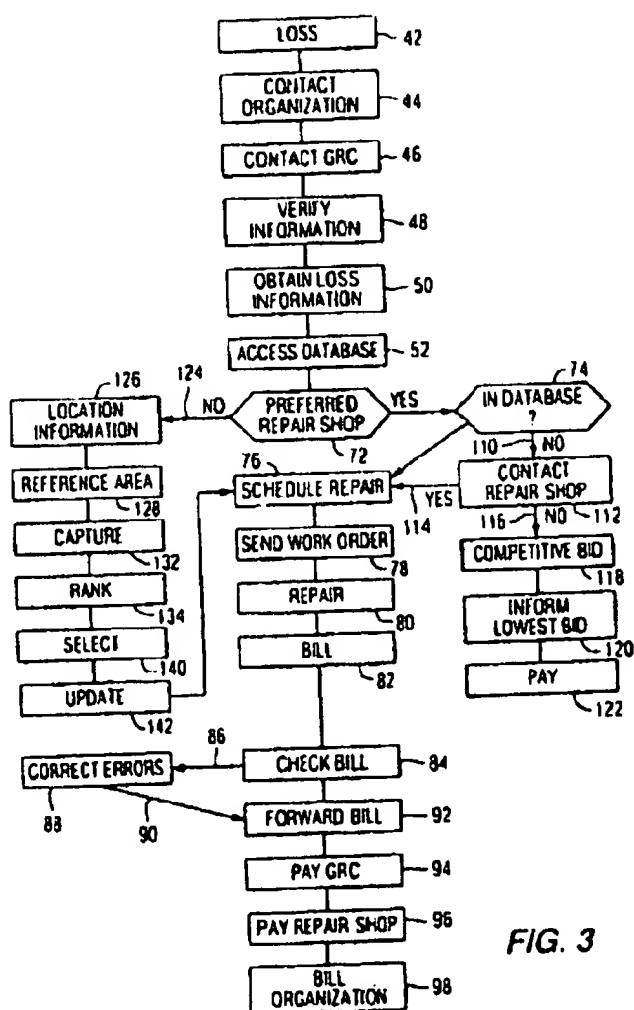 LOSS
42
CONTACT
ORGANIZATION
44
CONTACT GRC
46
VERIFY
INFORMATION
48
OBTAIN LOSS
INFORMATION
50
ACCESS DATABASE
52
126
124
NO
LOCATION
INFORMATION
PREFERRED
REPAIR SHOP
72
YES
74
IN DATABASE
?
110
NO
76
REFERENCE AREA
128
SCHEDULE REPAIR
YES
114
CONTACT
REPAIR SHOP
112
116
NO
CAPTURE
132
SEND WORK ORDER
78
COMPETITIVE BID
118
RANK
134
REPAIR
80
INFORM
LOWEST BID
120
SELECT
140
BILL
82
PAY
122
UPDATE
142
86
CORRECT ERRORS
88
90
CHECK BILL
84
FORWARD BILL
92
PAY GRC
94
PAY REPAIR SHOP
96
BILL
ORGANIZATION
98
FIG. 3